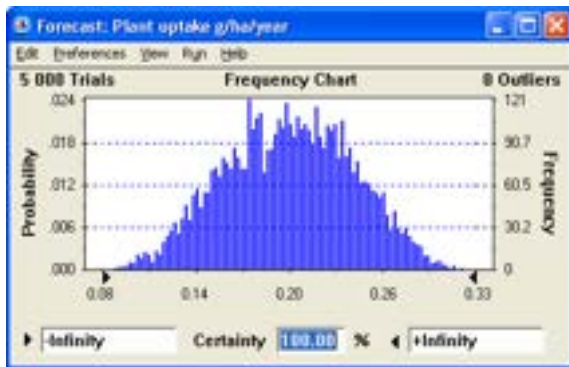 Forecast: Plant uptake g/ha/year
Edit Preferences View Run Help
5 000 Trials Frequency Chart 0 Outliers
.024 121
.018 90.7
.012 60.5
.006 30.2
.000 0
Probability
Frequency
0.08 0.14 0.20 0.26 0.33
-Infinity Certainty 100.00 % +Infinity